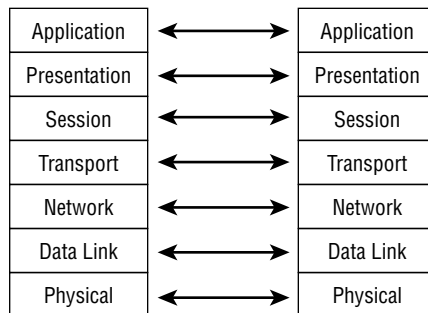 Application Application
Presentation Presentation
Session Session
Transport Transport
Network Network
Data Link Data Link
Physical Physical